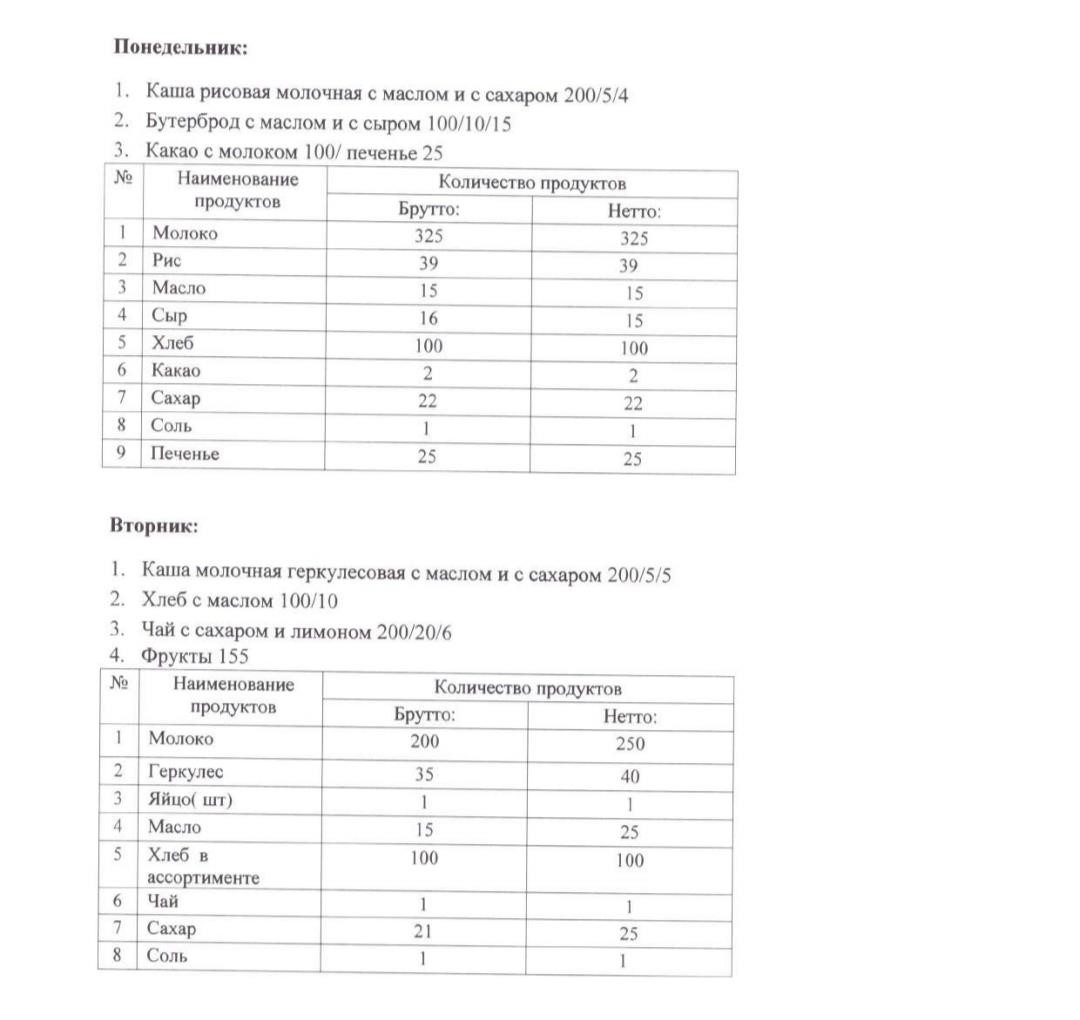 Понедельник:
1. Каша рисовая молочная с маслом и с сахаром 200/5/4
2. Бутерброд с маслом и с сыром 100/10/15
3. Какао с молоком 100/ печенье 25
№ Наименование продуктов Количество продуктов
Брутто: Нетто:
1 Молоко 325 325
2 Рис 39 39
3 Масло 15 15
4 Сыр 16 15
5 Хлеб 100 100
6 Какао 2 2
7 Сахар 22 22
8 Соль 1 1
9 Печенье 25 25
Вторник:
1. Каша молочная геркулесовая с маслом и с сахаром 200/5/5
2. Хлеб с маслом 100/10
3. Чай с сахаром и лимоном 200/20/6
4. Фрукты 155
№ Наименование продуктов Количество продуктов
Брутто: Нетто:
1 Молоко 200 250
2 Геркулес 35 40
3 Яйцо( шт) 1 1
4 Масло 15 25
5 Хлеб в ассортименте 100 100
6 Чай 1 1
7 Сахар 21 25
8 Соль 1 1